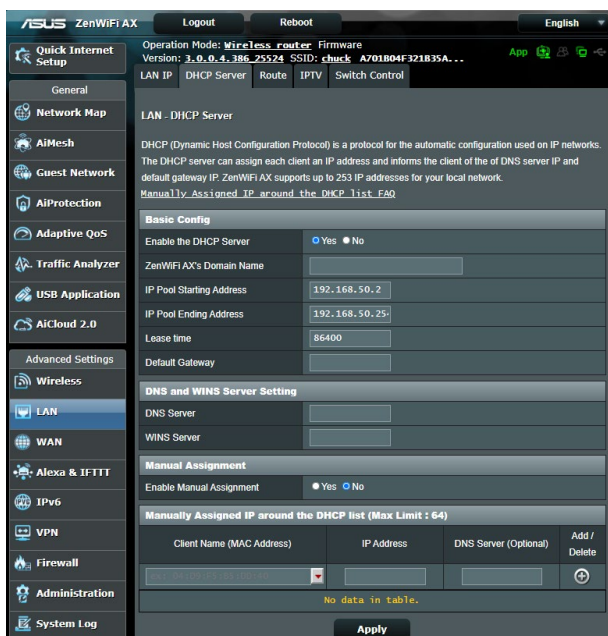 ASUS ZenWiFi AX Logout Reboot English
Quick Internet Setup
Operation Mode: Wireless router Firmware
Version: 3.0.0.4.386_25524 SSID: chuck A701B04F321B35A...
App
LAN IP DHCP Server Route IPTV Switch Control
General
Network Map
AiMesh
Guest Network
AiProtection
Adaptive QoS
Traffic Analyzer
USB Application
AiCloud 2.0
Advanced Settings
Wireless
LAN
WAN
Alexa & IFTTT
IPv6
VPN
Firewall
Administration
System Log
LAN - DHCP Server
DHCP (Dynamic Host Configuration Protocol) is a protocol for the automatic configuration used on IP networks.
The DHCP server can assign each client an IP address and informs the client of the of DNS server IP and
default gateway IP. ZenWiFi AX supports up to 253 IP addresses for your local network.
Manually Assigned IP around the DHCP list FAQ
Basic Config
Enable the DHCP Server Yes No
ZenWiFi AX's Domain Name
IP Pool Starting Address 192.168.50.2
IP Pool Ending Address 192.168.50.25
Lease time 86400
Default Gateway
DNS and WINS Server Setting
DNS Server
WINS Server
Manual Assignment
Enable Manual Assignment Yes No
Manually Assigned IP around the DHCP list (Max Limit : 64)
Client Name (MAC Address) IP Address DNS Server (Optional) Add / Delete
No data in table.
Apply